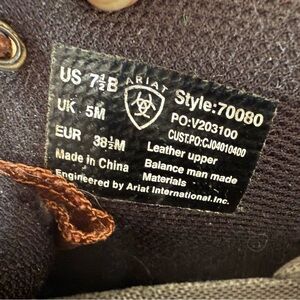 US 7½B
UK 5M
EUR 38½M
Made in China
Engineered by Ariat International.Inc.
ARIAT
Style:70080
PO:V203100
CUST.PO:CJ04010400
Leather upper
Balance man made
Materials